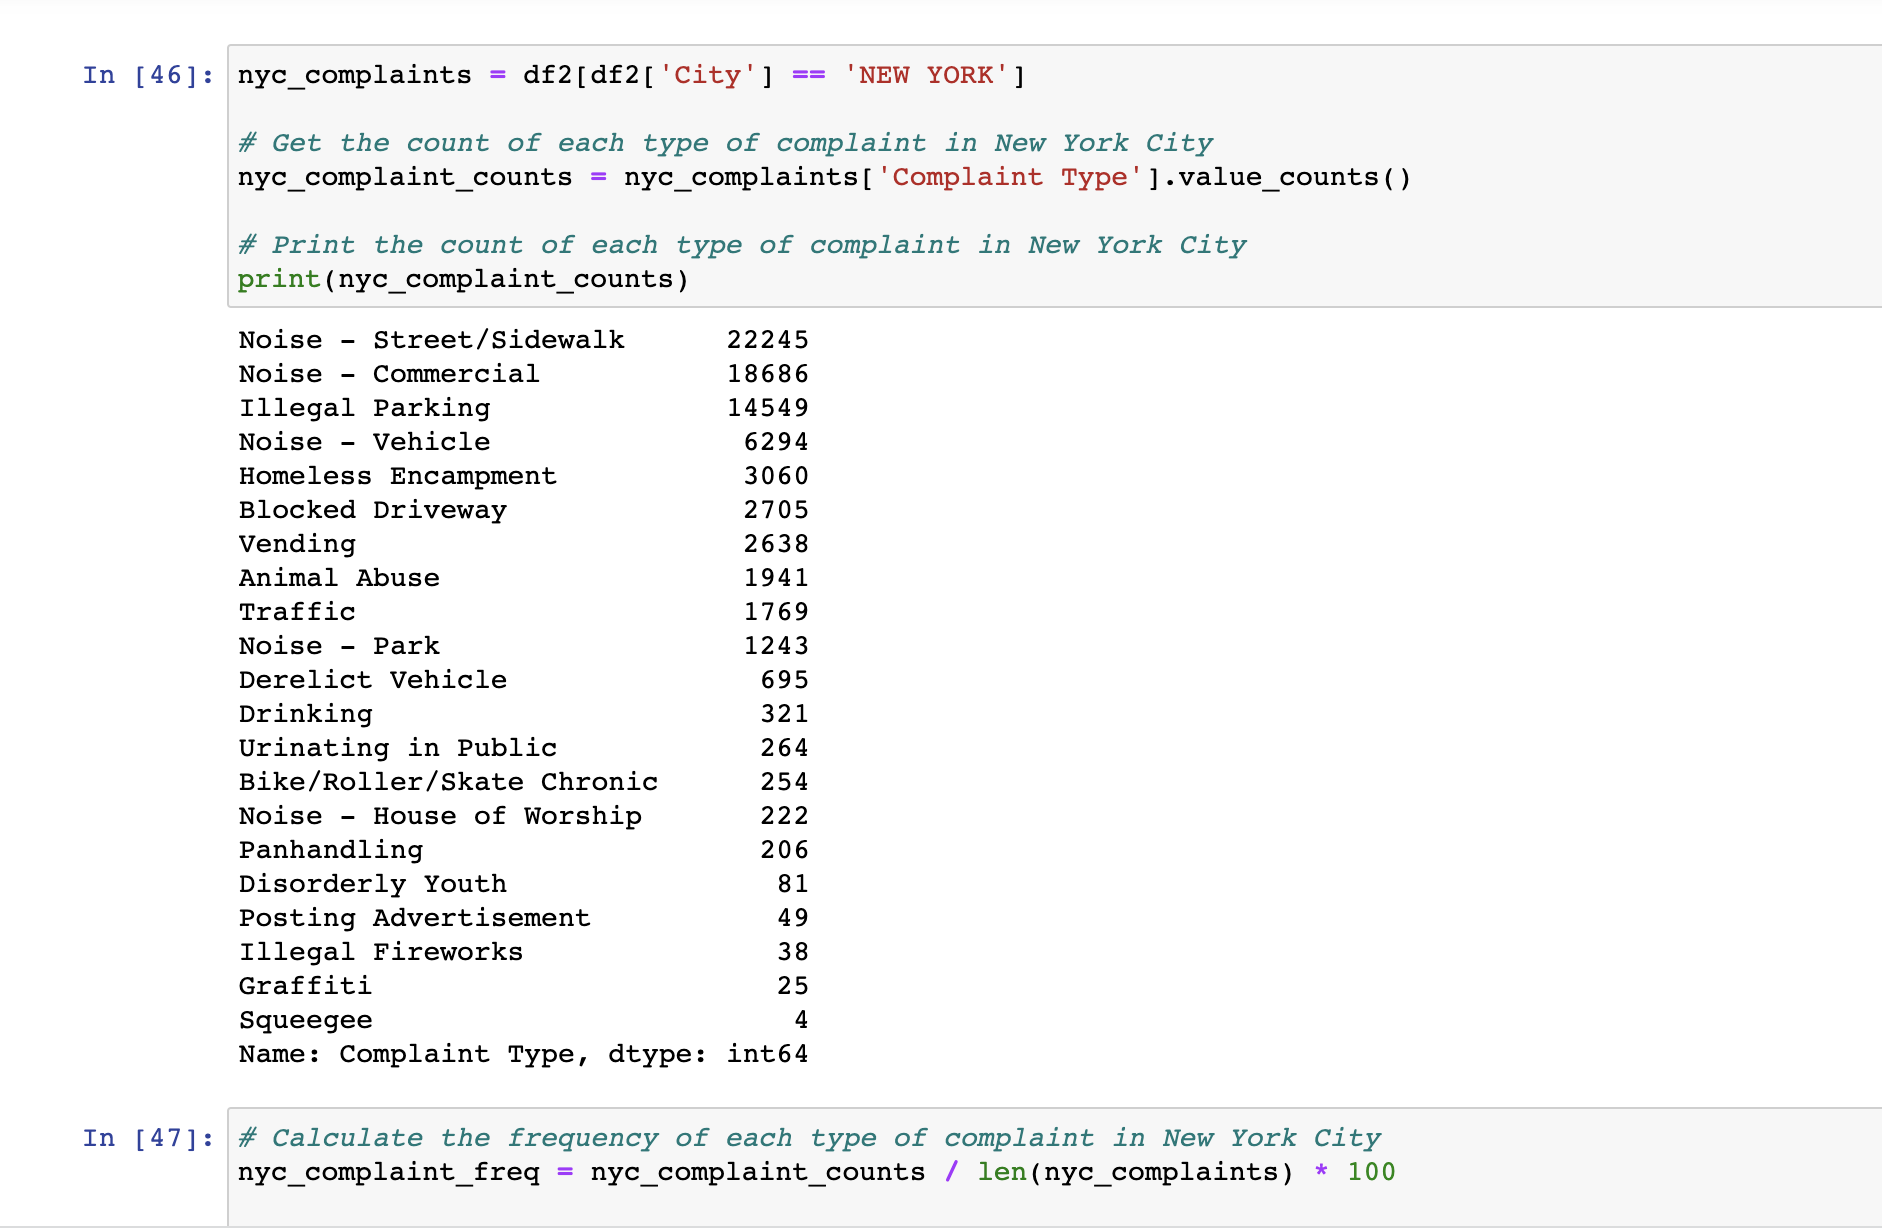 In [46]:
nyc_complaints = df2[df2['City'] == 'NEW YORK']
# Get the count of each type of complaint in New York City
nyc_complaint_counts = nyc_complaints['Complaint Type'].value_counts()
# Print the count of each type of complaint in New York City
print(nyc_complaint_counts)
Noise - Street/Sidewalk 22245
Noise - Commercial 18686
Illegal Parking 14549
Noise - Vehicle 6294
Homeless Encampment 3060
Blocked Driveway 2705
Vending 2638
Animal Abuse 1941
Traffic 1769
Noise - Park 1243
Derelict Vehicle 695
Drinking 321
Urinating in Public 264
Bike/Roller/Skate Chronic 254
Noise - House of Worship 222
Panhandling 206
Disorderly Youth 81
Posting Advertisement 49
Illegal Fireworks 38
Graffiti 25
Squeegee 4
Name: Complaint Type, dtype: int64
In [47]:
# Calculate the frequency of each type of complaint in New York City
nyc_complaint_freq = nyc_complaint_counts / len(nyc_complaints) * 100